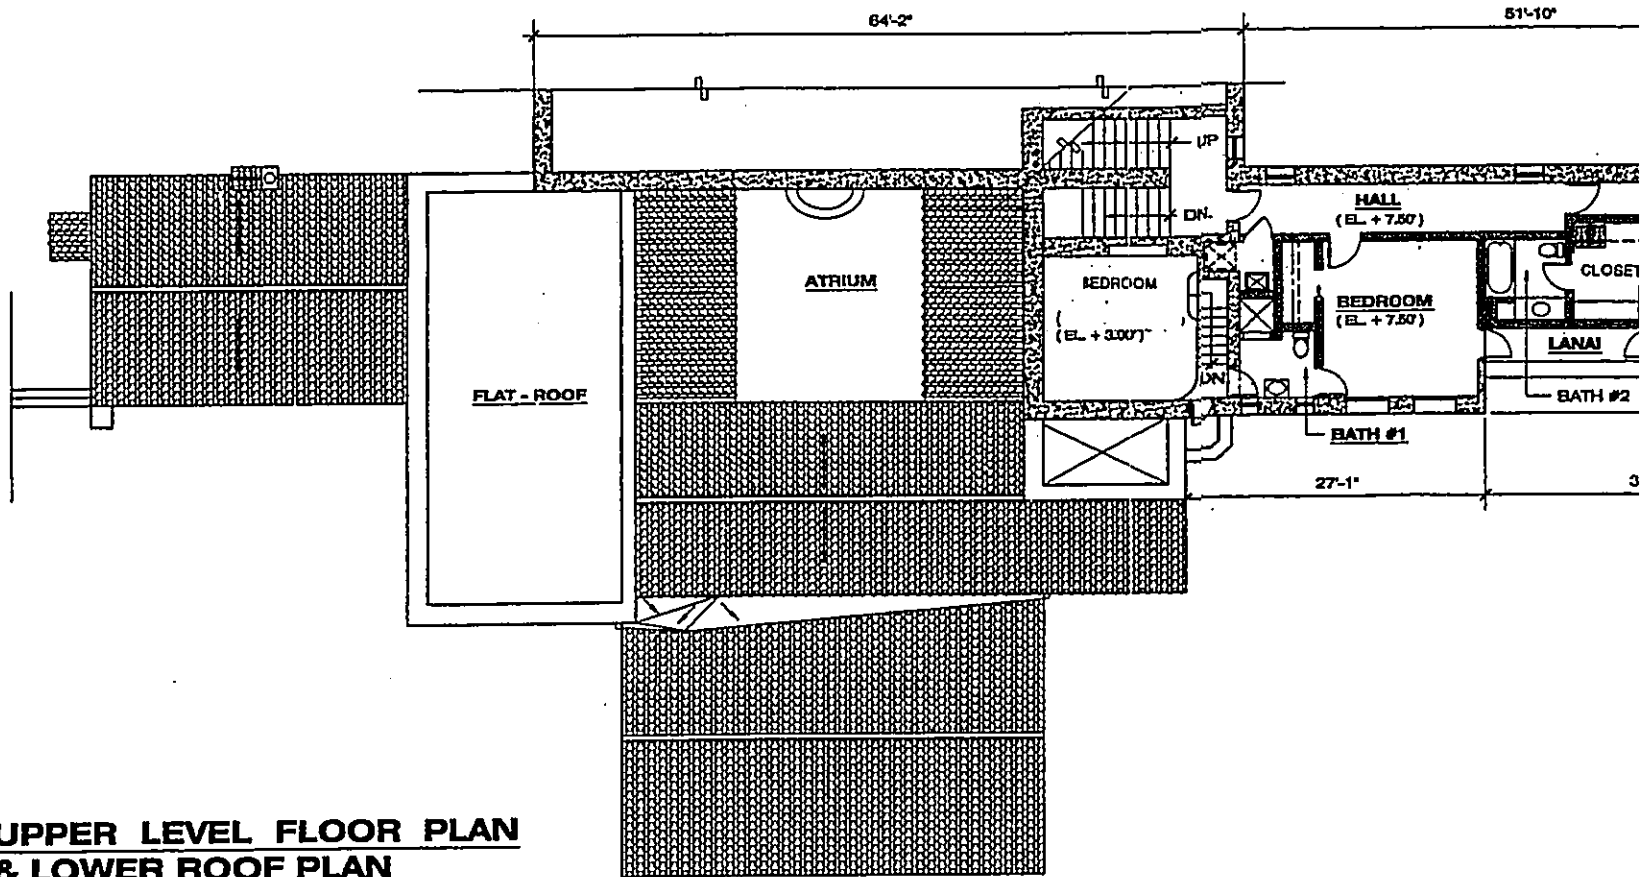 64'-2"
51'-10"
UP
DN.
HALL
(EL. + 7.50')
ATRIUM
BEDROOM
(EL. + 3.00')
BEDROOM
(EL. + 7.50')
CLOSET
LANAI
FLAT - ROOF
DN
BATH #2
BATH #1
27'-1"
3
UPPER LEVEL FLOOR PLAN
& LOWER ROOF PLAN